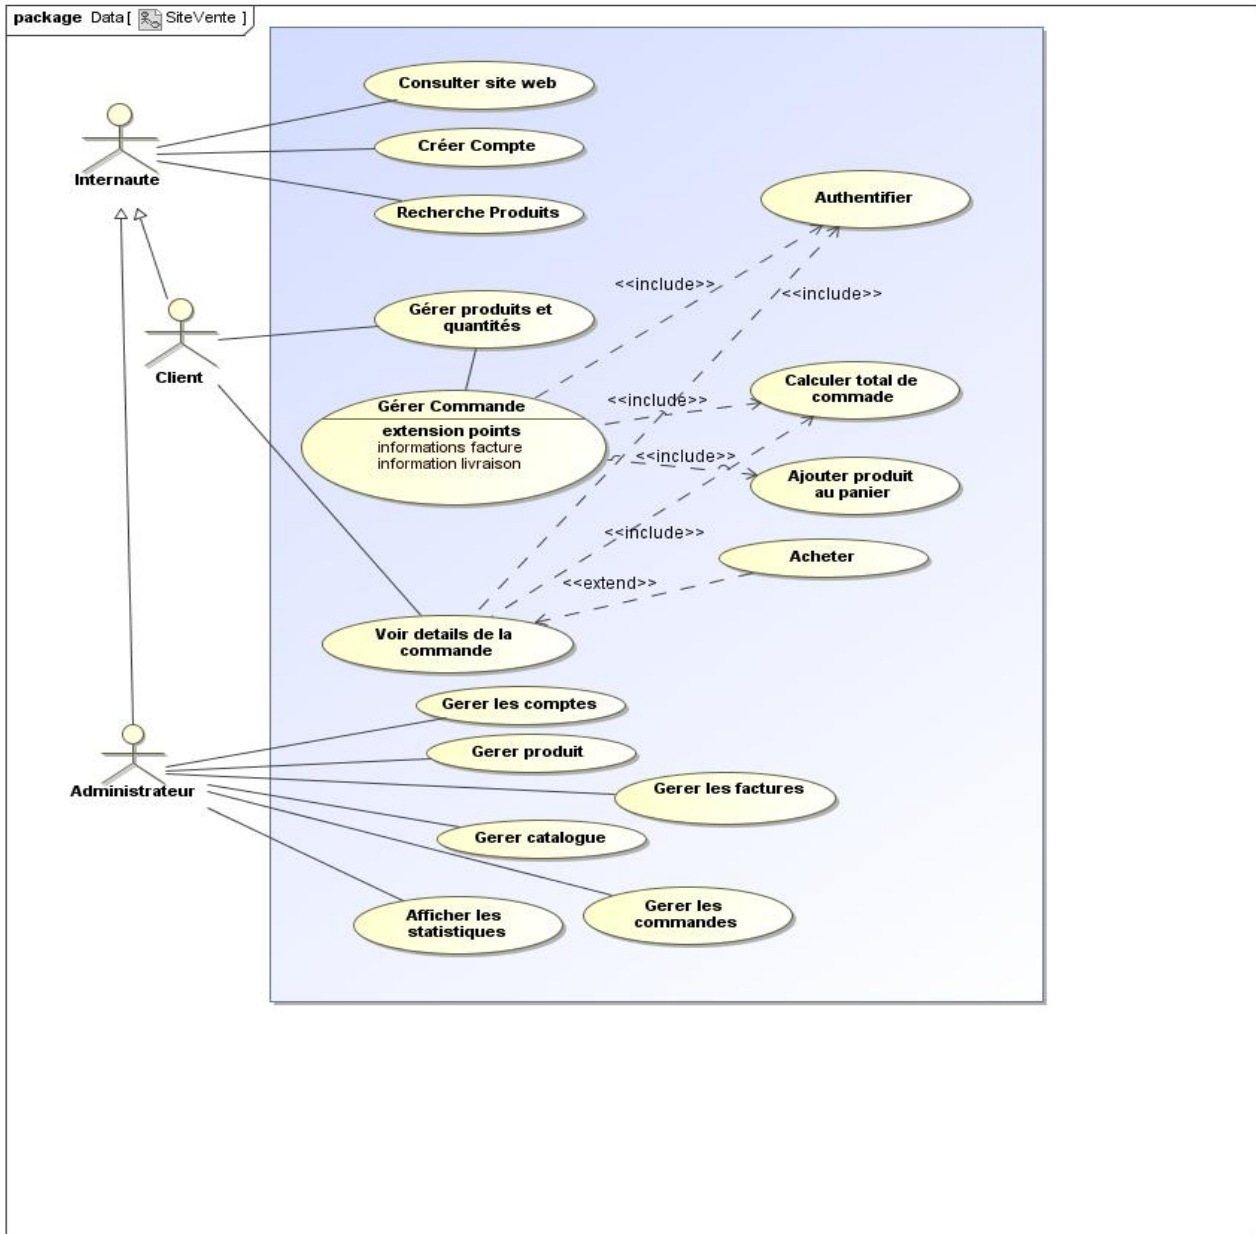 package Data [ SiteVente ]
Consulter site web
Créer Compte
Internaute
Recherche Produits
Authentifier
<<include>>
<<include>>
Gérer produits et
quantités
Client
Calculer total de
commade
Gérer Commande
<<include>>
extension points
informations facture
information livraison
<<include>>
Ajouter produit
au panier
<<include>>
Acheter
<<extend>>
Voir details de la
commande
Gerer les comptes
Gerer produit
Administrateur
Gerer les factures
Gerer catalogue
Afficher les
statistiques
Gerer les
commandes